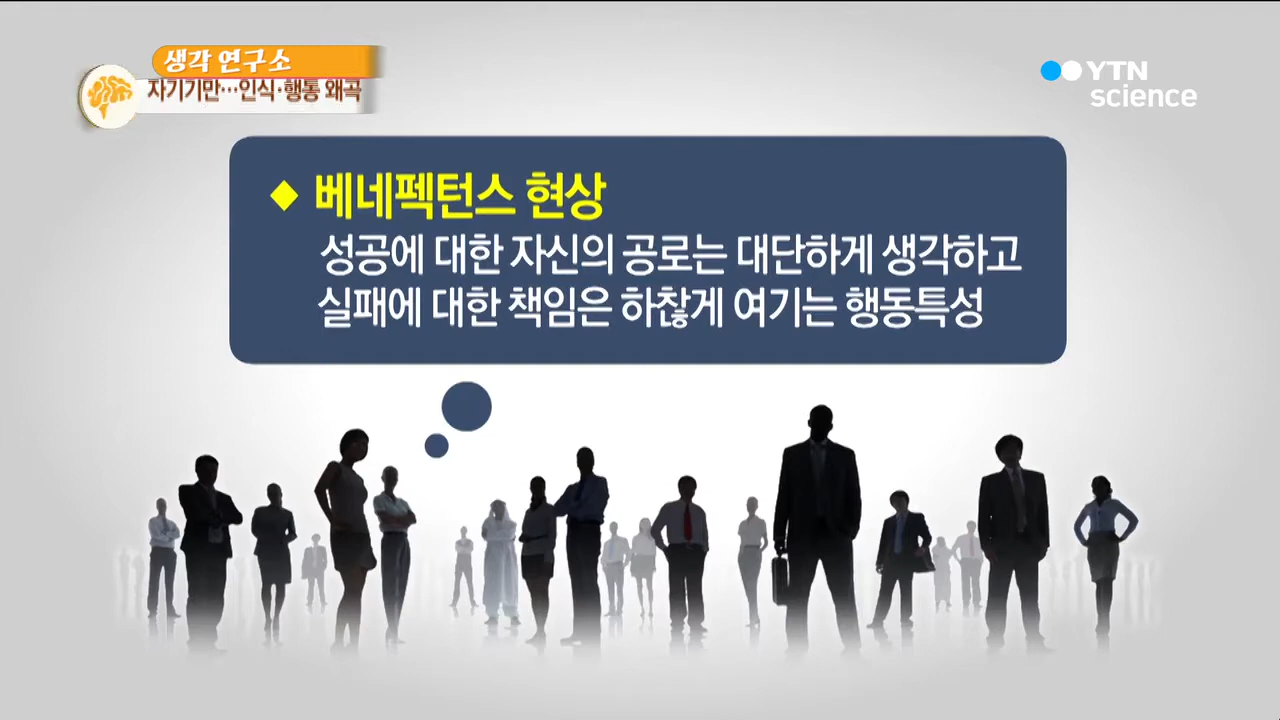 생각 연구소
자기기만…인식·행통 왜곡
YTN
science
◆ 베네펙턴스 현상
성공에 대한 자신의 공로는 대단하게 생각하고
실패에 대한 책임은 하찮게 여기는 행동특성